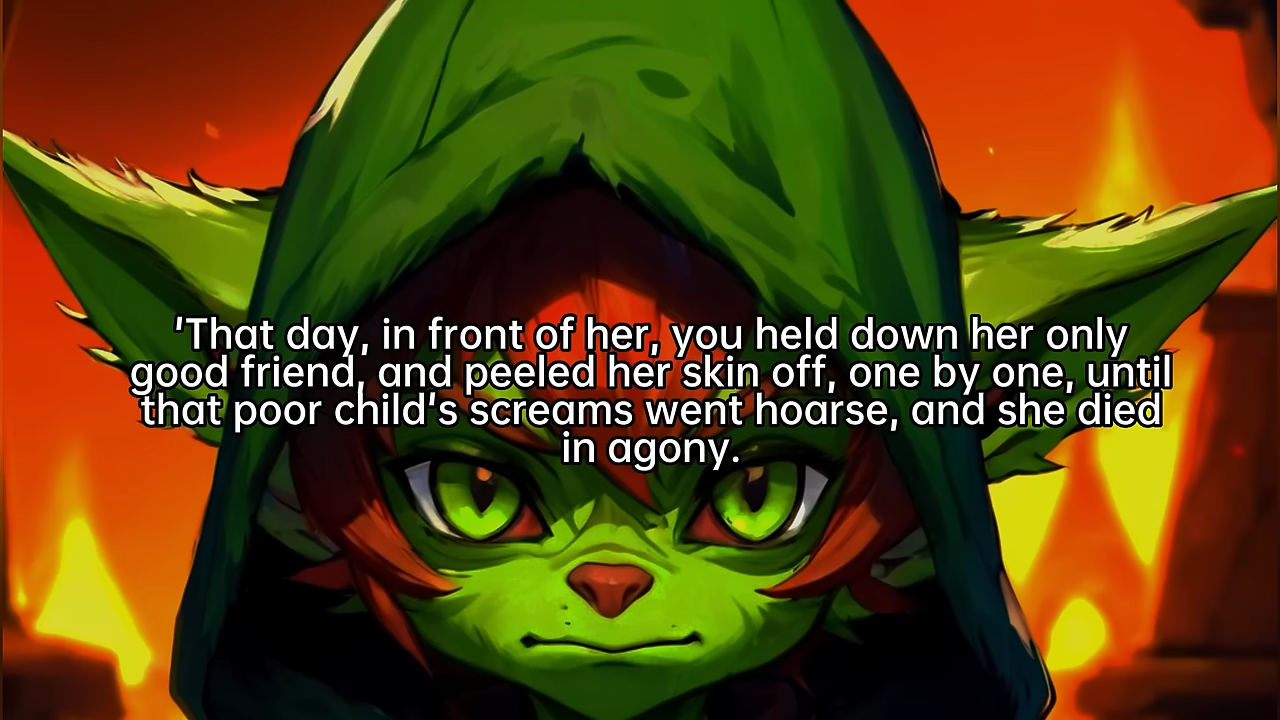 'That day, in front of her, you held down her only
good friend, and peeled her skin off, one by one, until
that poor child's screams went hoarse, and she died
in agony.